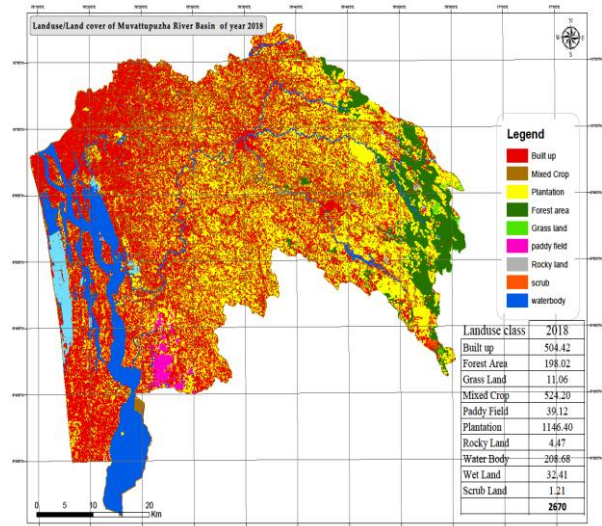 Landuse/Land cover of Muvattupuzha River Basin of year 2018
N
W
E
S
Legend
Built up
Mixed Crop
Plantation
Forest area
Grass land
paddy field
Rocky land
scrub
waterbody
Landuse class 2018
Built up 504.42
Forest Area 198.02
Grass Land 11.06
Mixed Crop 524.20
Paddy Field 39.12
Plantation 1146.40
Rocky Land 4.47
Water Body 208.68
Wet Land 32.41
Scrub Land 1.21
2670
0 5 10 20
Km